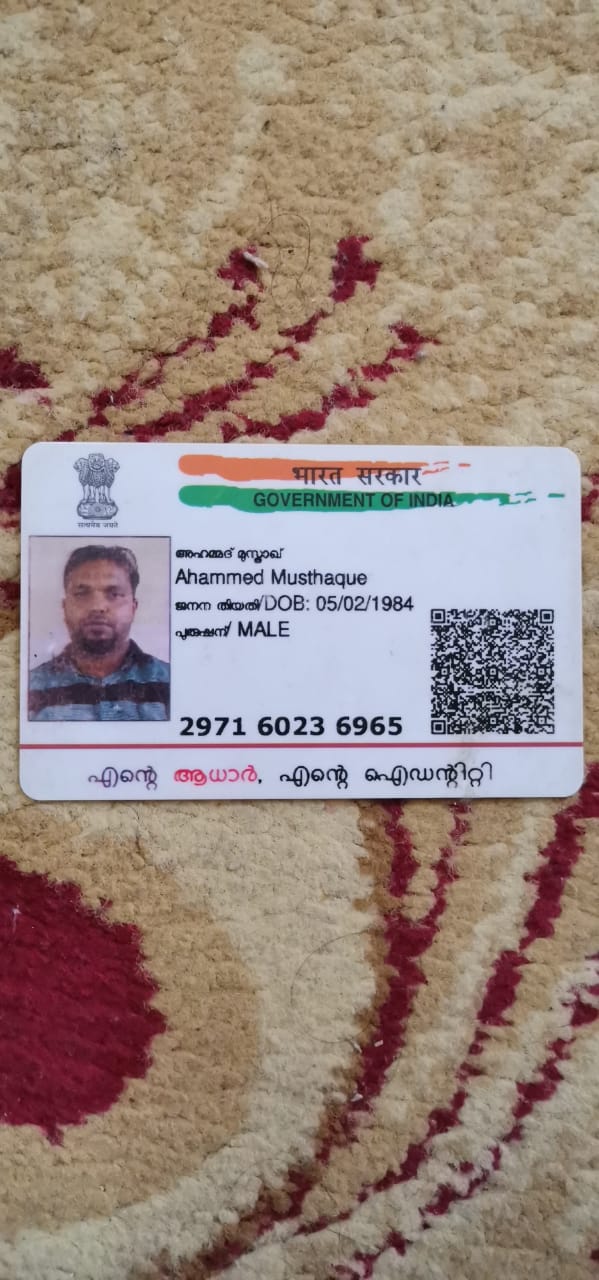 भारत सरकार
GOVERNMENT OF INDIA
सत्यमेव जयते
അഹമ്മദ് മുസ്താഖ്
Ahammed Musthaque
ജനന തിയതി/DOB: 05/02/1984
പുരുഷന്‍/ MALE
2971 6023 6965
എന്റെ ആധാർ, എന്റെ ഐഡന്റിറ്റി